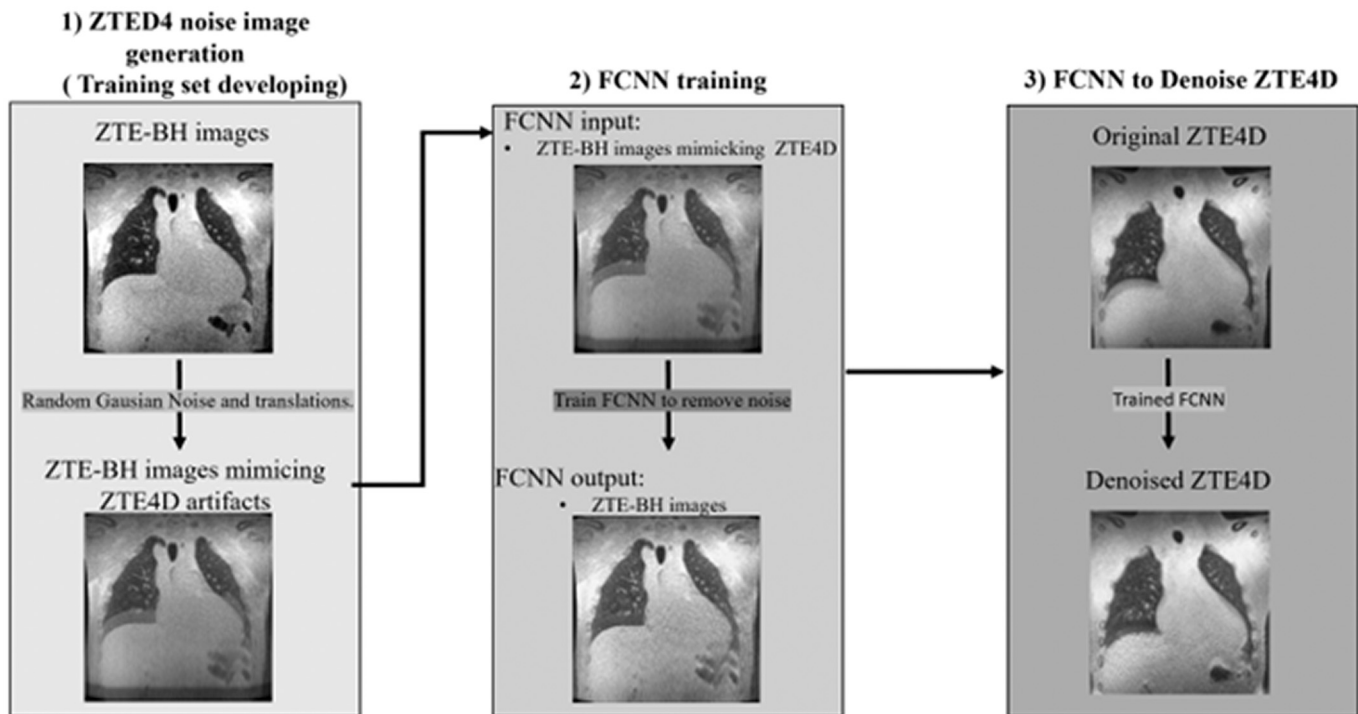 1) ZTED4 noise image
generation
( Training set developing)
ZTE-BH images
Random Gausian Noise and translations.
ZTE-BH images mimicing
ZTE4D artifacts
2) FCNN training
FCNN input:
• ZTE-BH images mimicking ZTE4D
Train FCNN to remove noise
FCNN output:
• ZTE-BH images
3) FCNN to Denoise ZTE4D
Original ZTE4D
Trained FCNN
Denoised ZTE4D